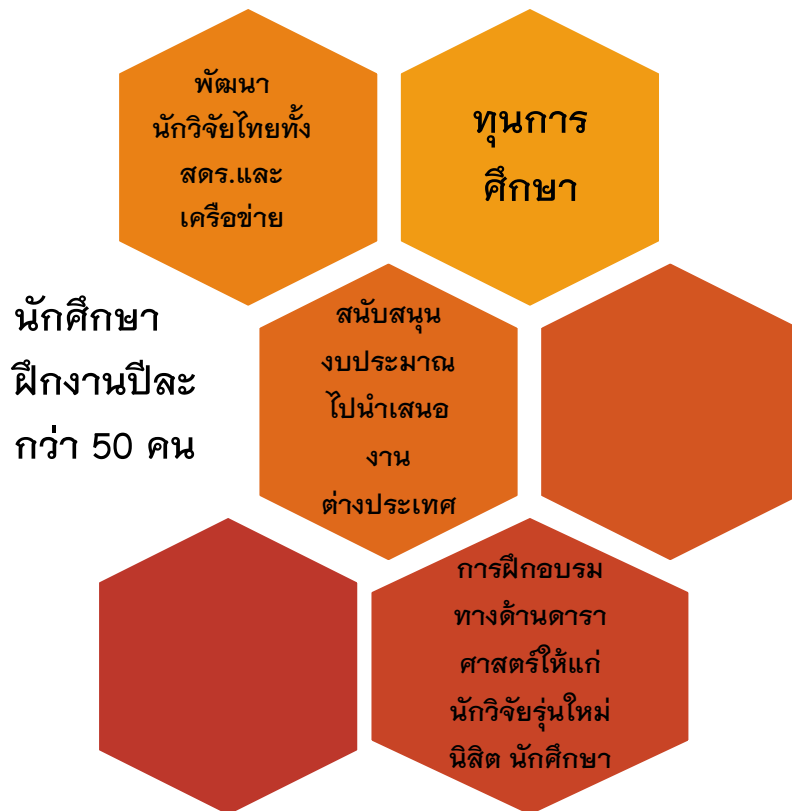 พัฒนา
นักวิจัยไทยทั้ง
สดร.และ
เครือข่าย
ทุนการ
ศึกษา
นักศึกษา
ฝึกงานปีละ
กว่า 50 คน
สนับสนุน
งบประมาณ
ไปนำเสนอ
งาน
ต่างประเทศ
การฝึกอบรม
ทางด้านดารา
ศาสตร์ให้แก่
นักวิจัยรุ่นใหม่
นิสิต นักศึกษา